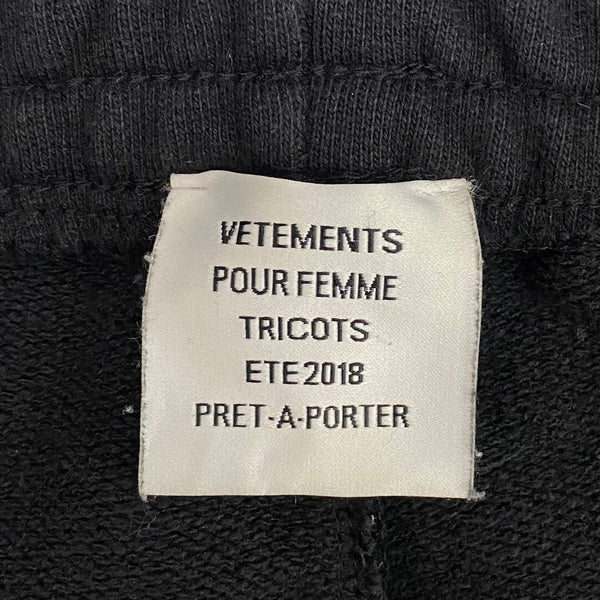 VETEMENTS
POUR FEMME
TRICOTS
ETE 2018
PRET-A-PORTER